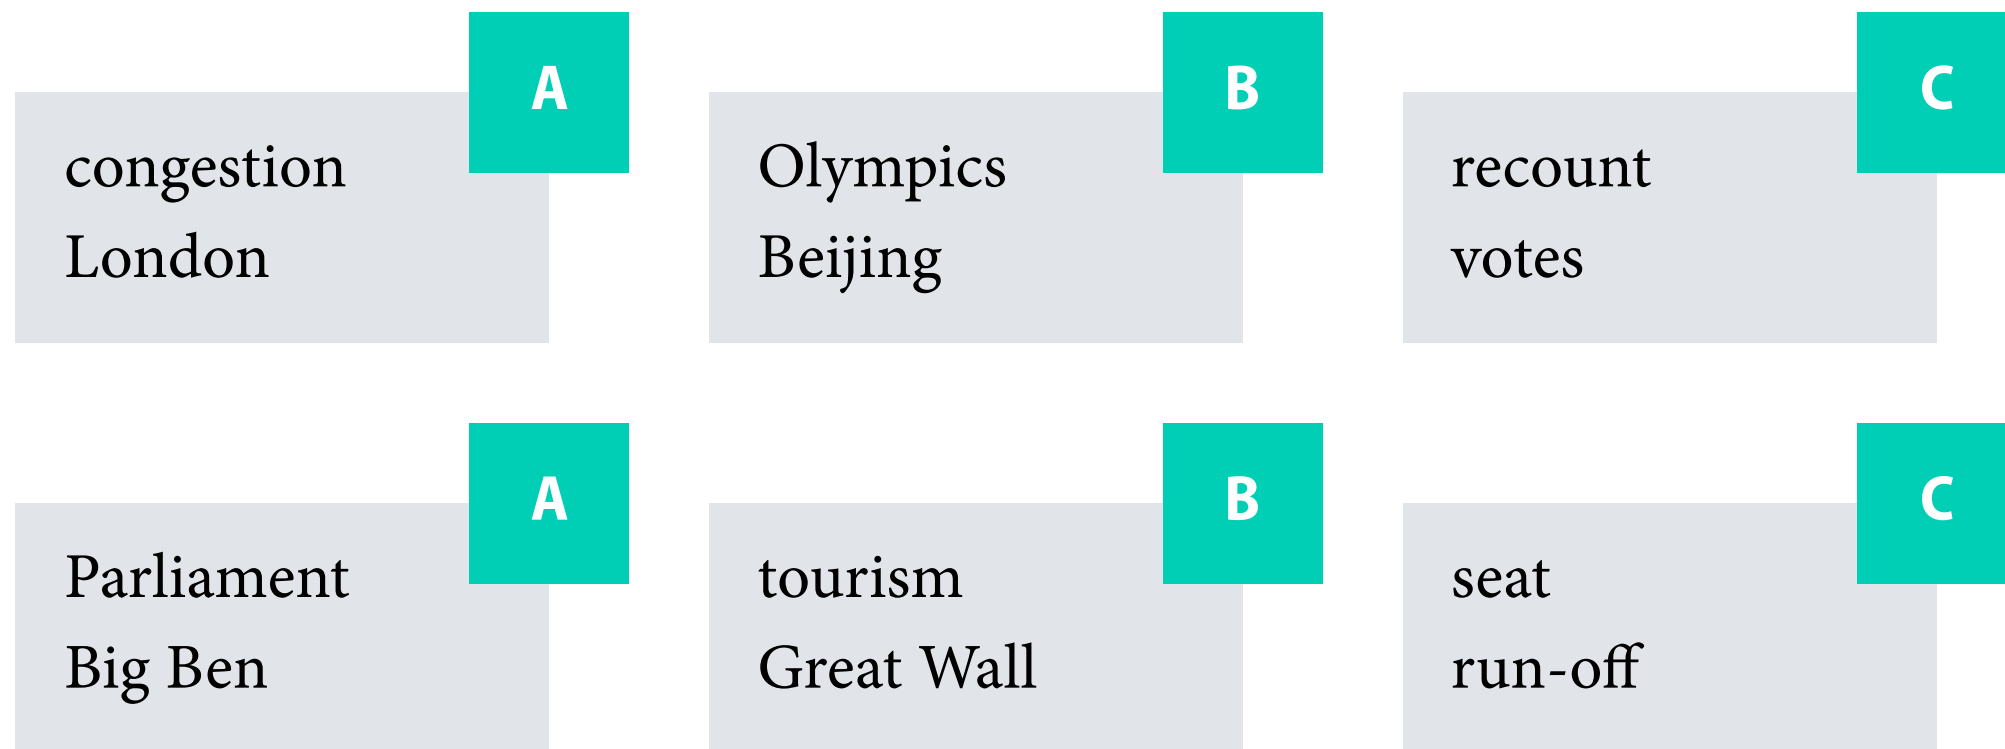 A
congestion
London
B
Olympics
Beijing
C
recount
votes
A
Parliament
Big Ben
B
tourism
Great Wall
C
seat
run-off